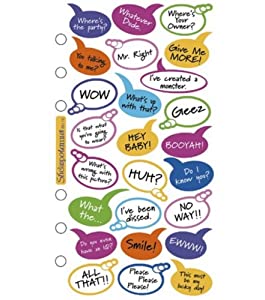 Where's
the party?
Whatever
Dude.
Where's
Your
Owner?
You talking
to me?
Mr. Right
Give Me
MORE!
I've created a
monster.
WOW
What's up
with that?
Geez
Is that what
you're going
to wear?
HEY
BABY!
BOOYAH!
What's
wrong with
this picture?
HUH?
Do I
know you?
What
the...
I've been
dissed.
NO
WAY!!
Do you even
have an IQ?
Smile!
EWWW!
ALL
THAT!!
Please
Please
Please!
This must
be my
lucky day!
Stickopotamus